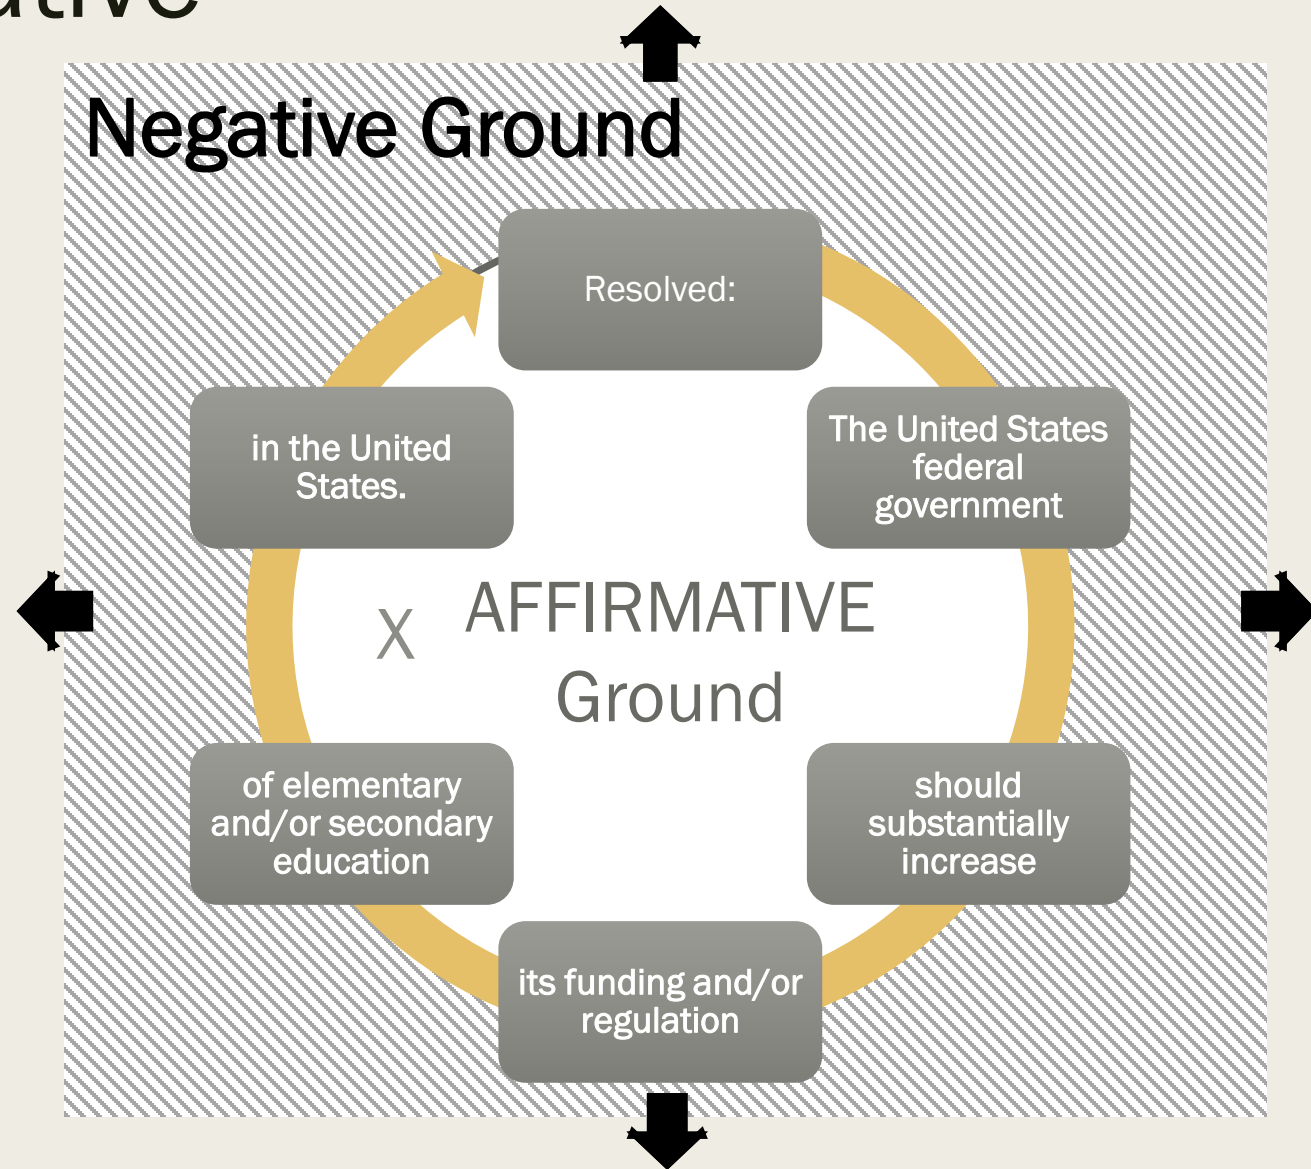 Negative Ground
Resolved:
The United States
federal
government
should
substantially
increase
its funding and/or
regulation
of elementary
and/or secondary
education
in the United
States.
X
AFFIRMATIVE
Ground